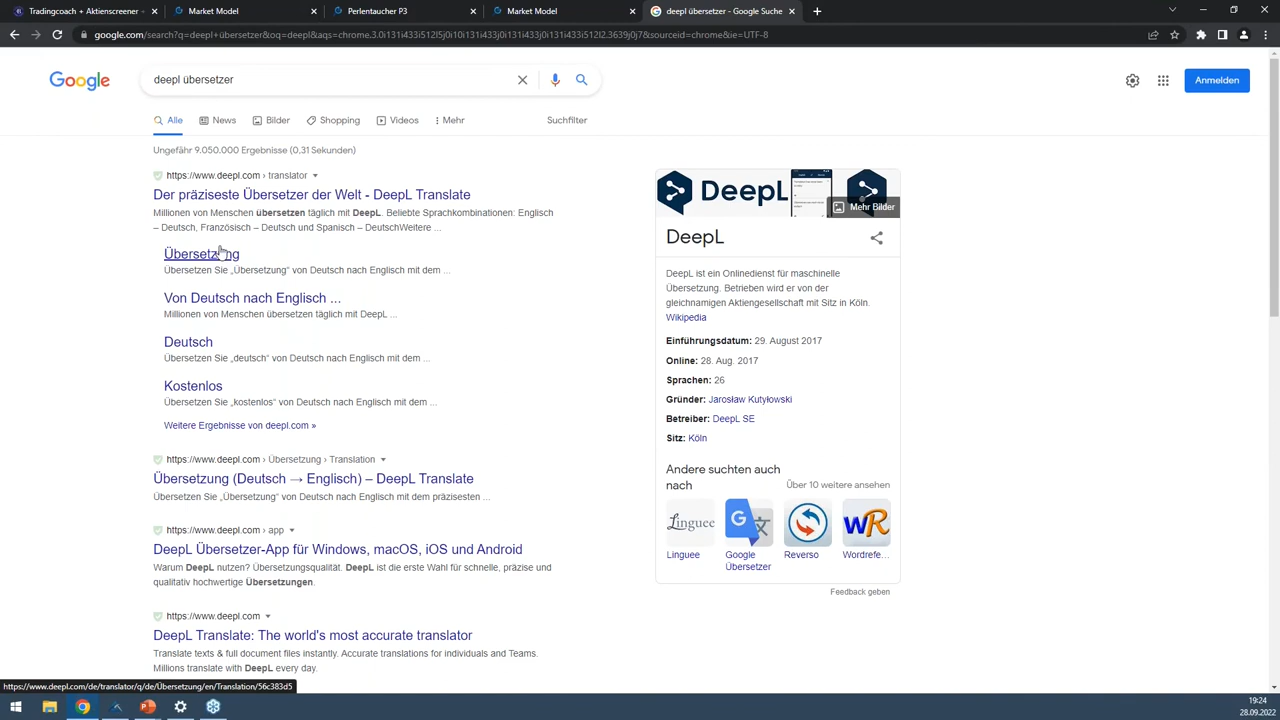 Tradingcoach + Aktienscreener
Tradingcoach
Perlentaucher P3
Market Model
Market Model
deepl übersetzer - Google Suche
google.com/search?q=deepl+übersetzer&oq=deepl&aqs=chrome.3.0i131i433i512l5j0i10i131i433j0i131i433i512j0i131i433i512l2.3639j0j7&sourceid=chrome&ie=UTF-8
Google
deepl übersetzer
Anmelden
Alle
News
Bilder
Shopping
Videos
Mehr
Suchfilter
Ungefähr 9.050.000 Ergebnisse (0,31 Sekunden)
https://www.deepl.com › translator
Der präziseste Übersetzer der Welt - DeepL Translate
Millionen von Menschen übersetzen täglich mit DeepL. Beliebte Sprachkombinationen: Englisch
– Deutsch, Französisch – Deutsch und Spanisch – DeutschWeitere ...
Übersetzung
Übersetzen Sie „Übersetzung“ von Deutsch nach Englisch mit dem ...
Von Deutsch nach Englisch ...
Millionen von Menschen übersetzen täglich mit DeepL ...
Deutsch
Übersetzen Sie „deutsch“ von Deutsch nach Englisch mit dem ...
Kostenlos
Übersetzen Sie „kostenlos“ von Deutsch nach Englisch mit dem ...
Weitere Ergebnisse von deepl.com »
https://www.deepl.com › Übersetzung › Translation
Übersetzung (Deutsch → Englisch) – DeepL Translate
Übersetzen Sie „Übersetzung“ von Deutsch nach Englisch mit dem präzisesten ...
https://www.deepl.com › app
DeepL Übersetzer-App für Windows, macOS, iOS und Android
Warum DeepL nutzen? Übersetzungsqualität. DeepL ist die erste Wahl für schnelle, präzise und
qualitativ hochwertige Übersetzungen.
https://www.deepl.com
DeepL Translate: The world's most accurate translator
Translate texts & full document files instantly. Accurate translations for individuals and Teams.
Millions translate with DeepL every day.
DeepL
Mehr Bilder
DeepL
DeepL ist ein Onlinedienst für maschinelle
Übersetzung. Betrieben wird er von der
gleichnamigen Aktiengesellschaft mit Sitz in Köln.
Wikipedia
Einführungsdatum: 29. August 2017
Online: 28. Aug. 2017
Sprachen: 26
Gründer: Jarosław Kutyłowski
Betreiber: DeepL SE
Sitz: Köln
Andere suchten auch
nach
Über 10 weitere ansehen
Linguee
Linguee
Google
Übersetzer
Reverso
Wordrefe...
Feedback geben
https://www.deepl.com/de/translator/q/de/Übersetzung/en/Translation/56c383d5
19:24
28.09.2022